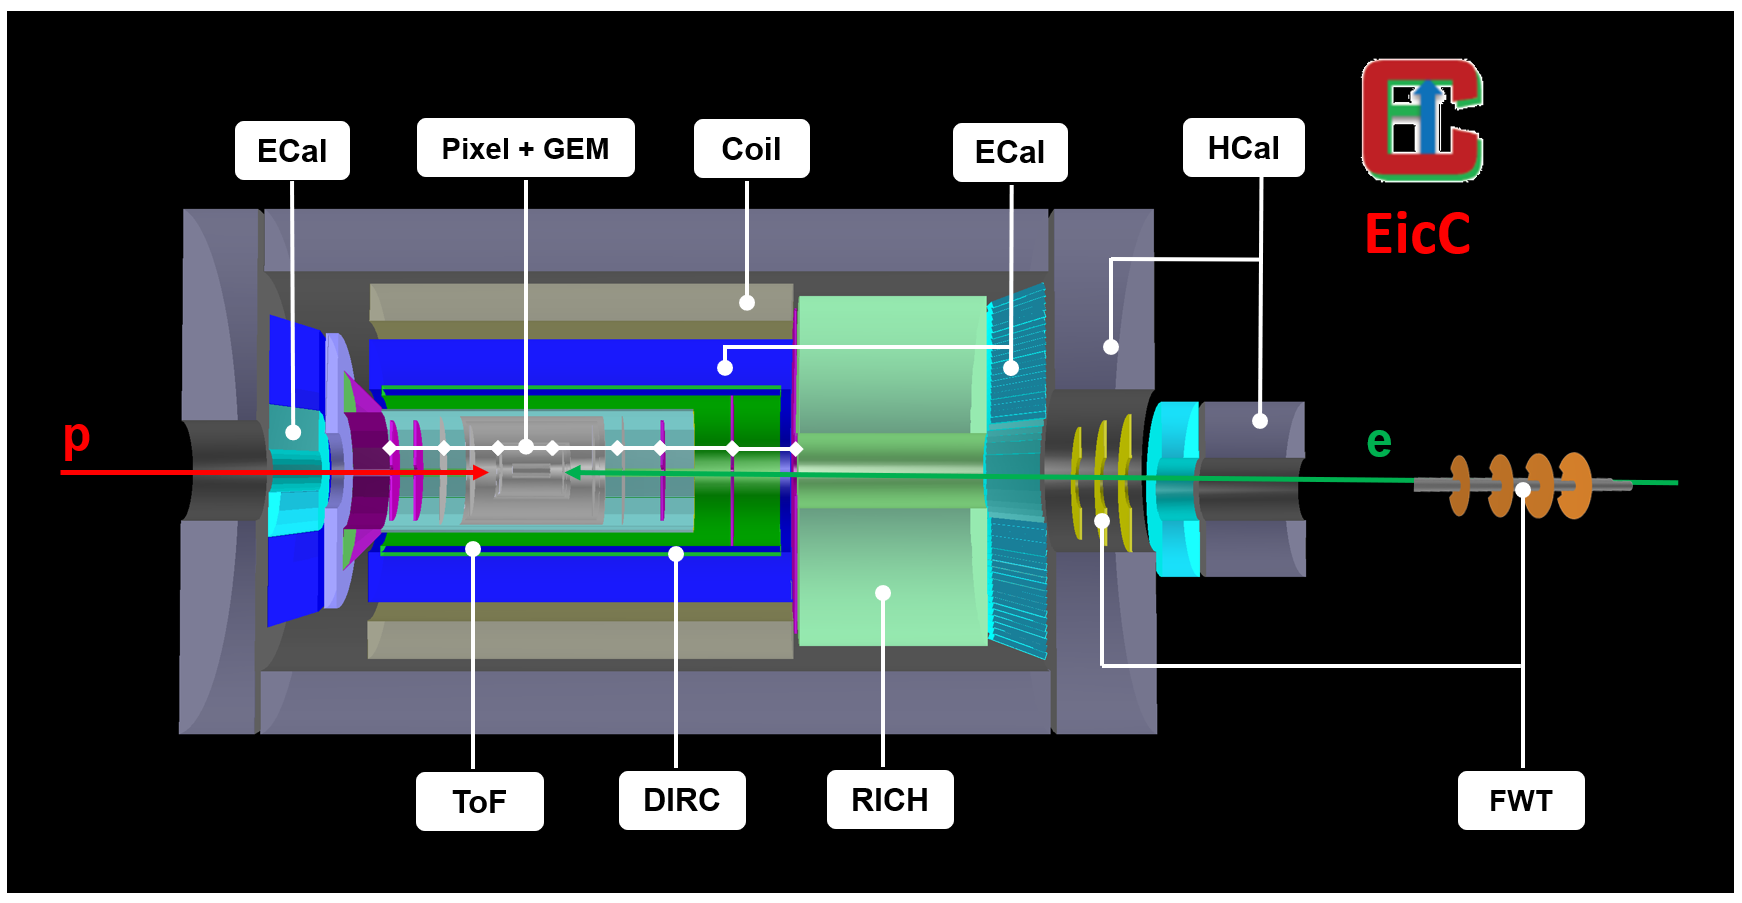 ECal
Pixel + GEM
Coil
ECal
HCal
EicC
p
e
ToF
DIRC
RICH
FWT